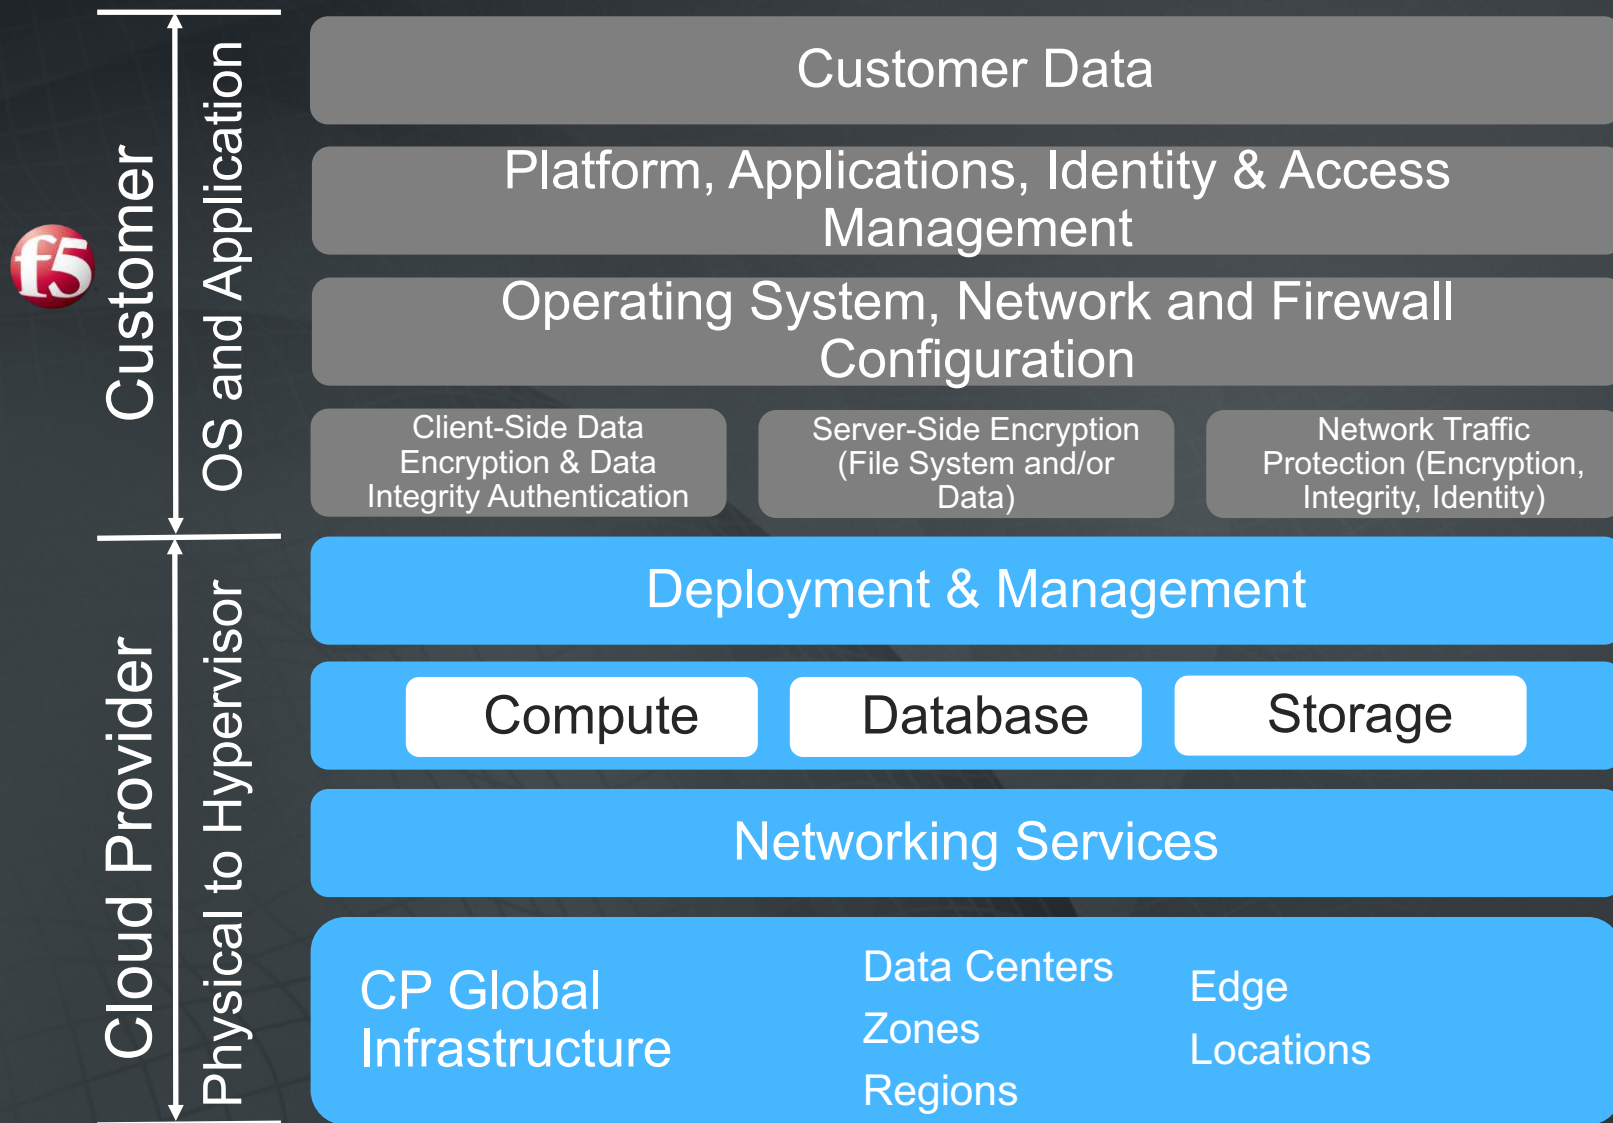 Customer
OS and Application
f5
Customer Data
Platform, Applications, Identity & Access
Management
Operating System, Network and Firewall
Configuration
Client-Side Data
Encryption & Data
Integrity Authentication
Server-Side Encryption
(File System and/or
Data)
Network Traffic
Protection (Encryption,
Integrity, Identity)
Cloud Provider
Physical to Hypervisor
Deployment & Management
Compute
Database
Storage
Networking Services
CP Global
Infrastructure
Data Centers
Zones
Regions
Edge
Locations